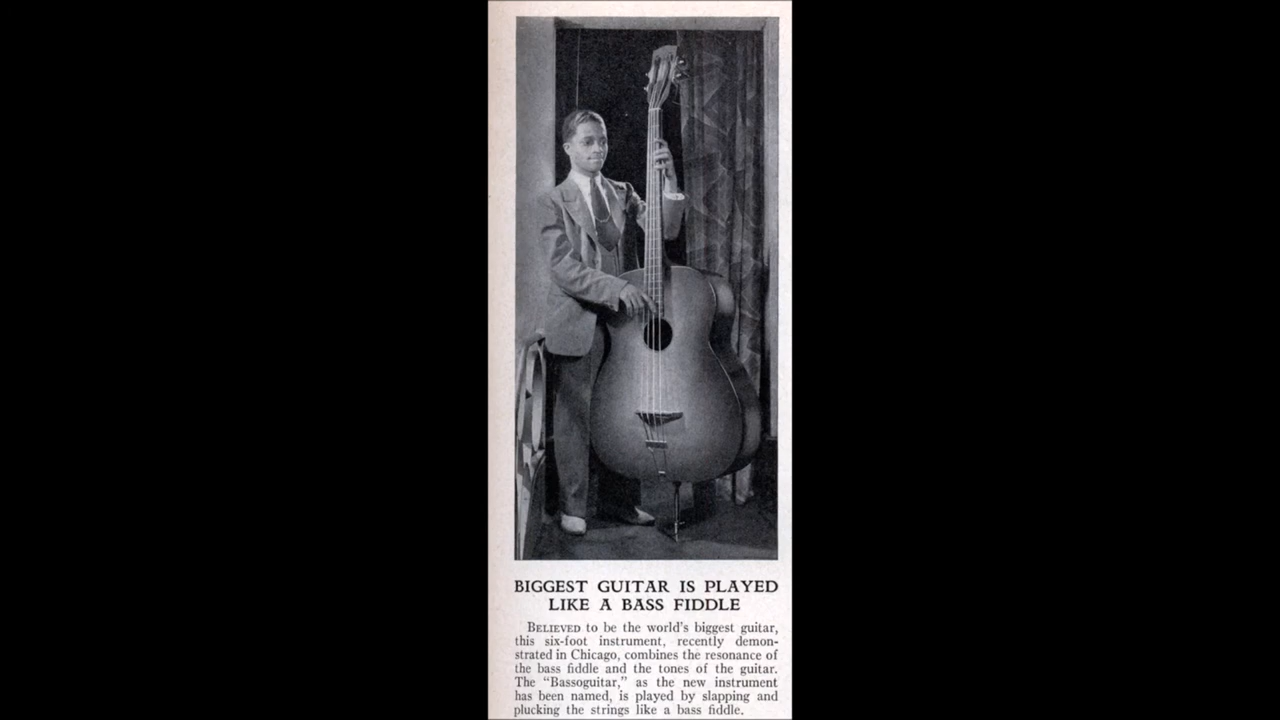 BIGGEST GUITAR IS PLAYED
LIKE A BASS FIDDLE
BELIEVED to be the world's biggest guitar,
this six-foot instrument, recently demon-
strated in Chicago, combines the resonance of
the bass fiddle and the tones of the guitar.
The "Bassoguitar," as the new instrument
has been named, is played by slapping and
plucking the strings like a bass fiddle.